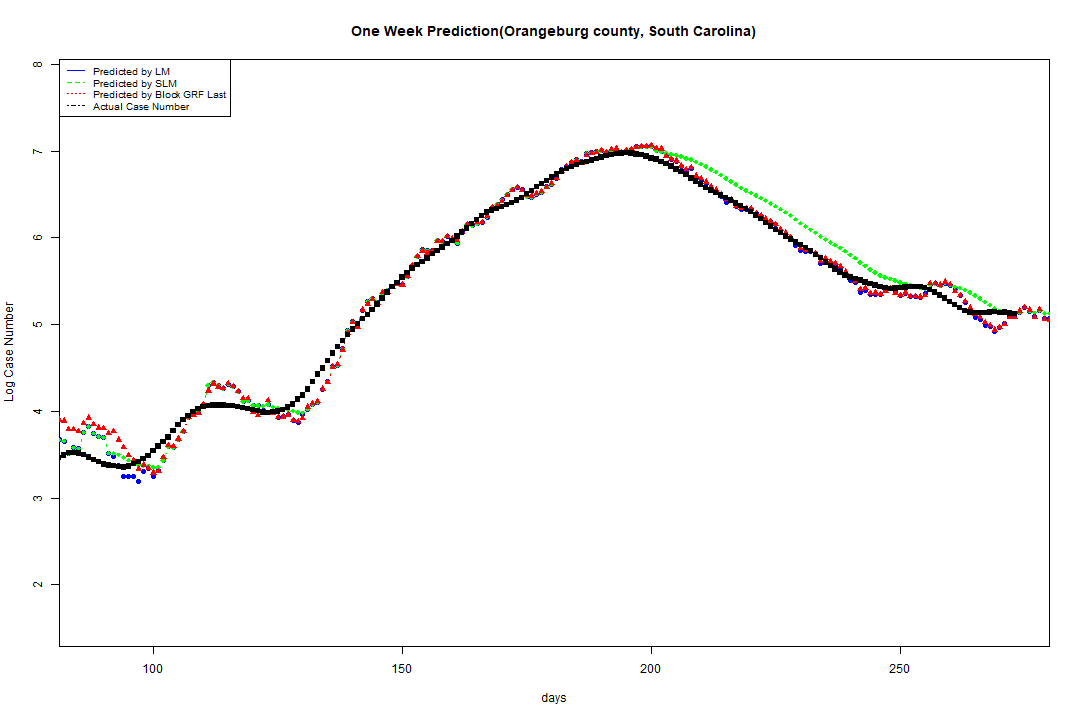 One Week Prediction(Orangeburg county, South Carolina)
Predicted by LM
Predicted by SLM
Predicted by Block GRF Last
Actual Case Number
8
7
6
5
4
3
2
Log Case Number
100
150
200
250
days